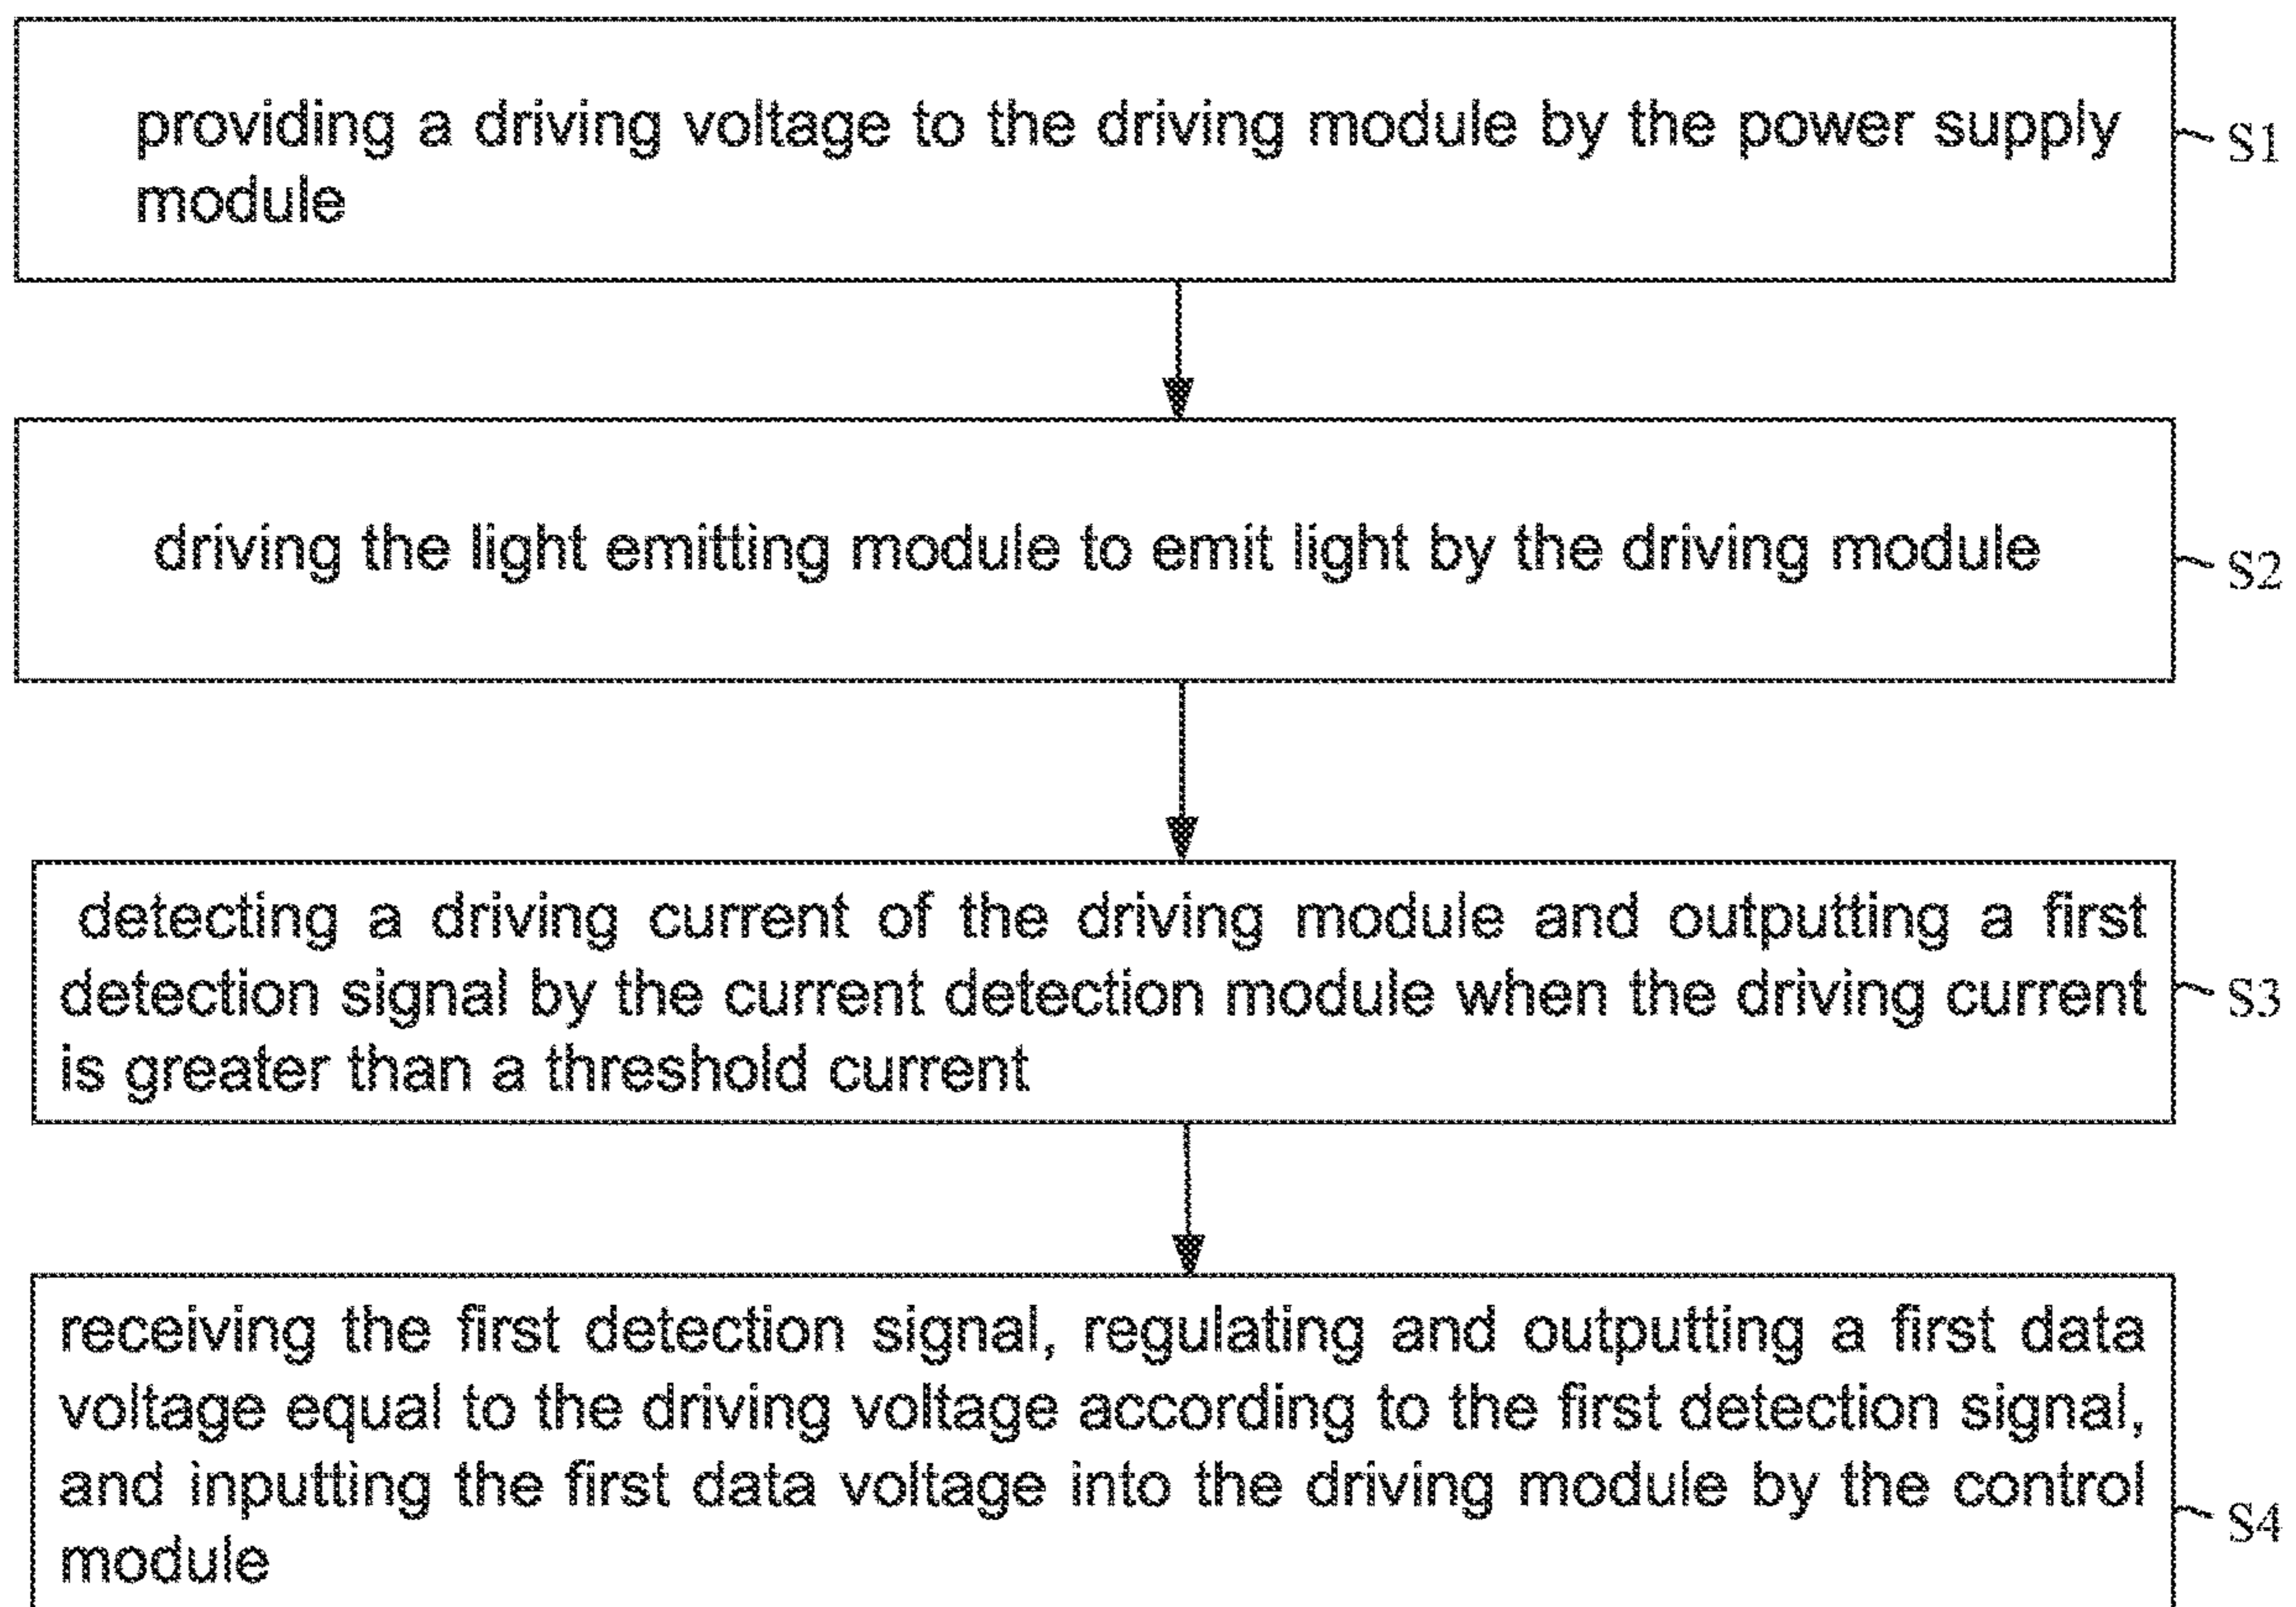 providing a driving voltage to the driving module by the power supply
module
S1
driving the light emitting module to emit light by the driving module
S2
detecting a driving current of the driving module and outputting a first
detection signal by the current detection module when the driving current
is greater than a threshold current
S3
receiving the first detection signal, regulating and outputting a first data
voltage equal to the driving voltage according to the first detection signal,
and inputting the first data voltage into the driving module by the control
module
S4